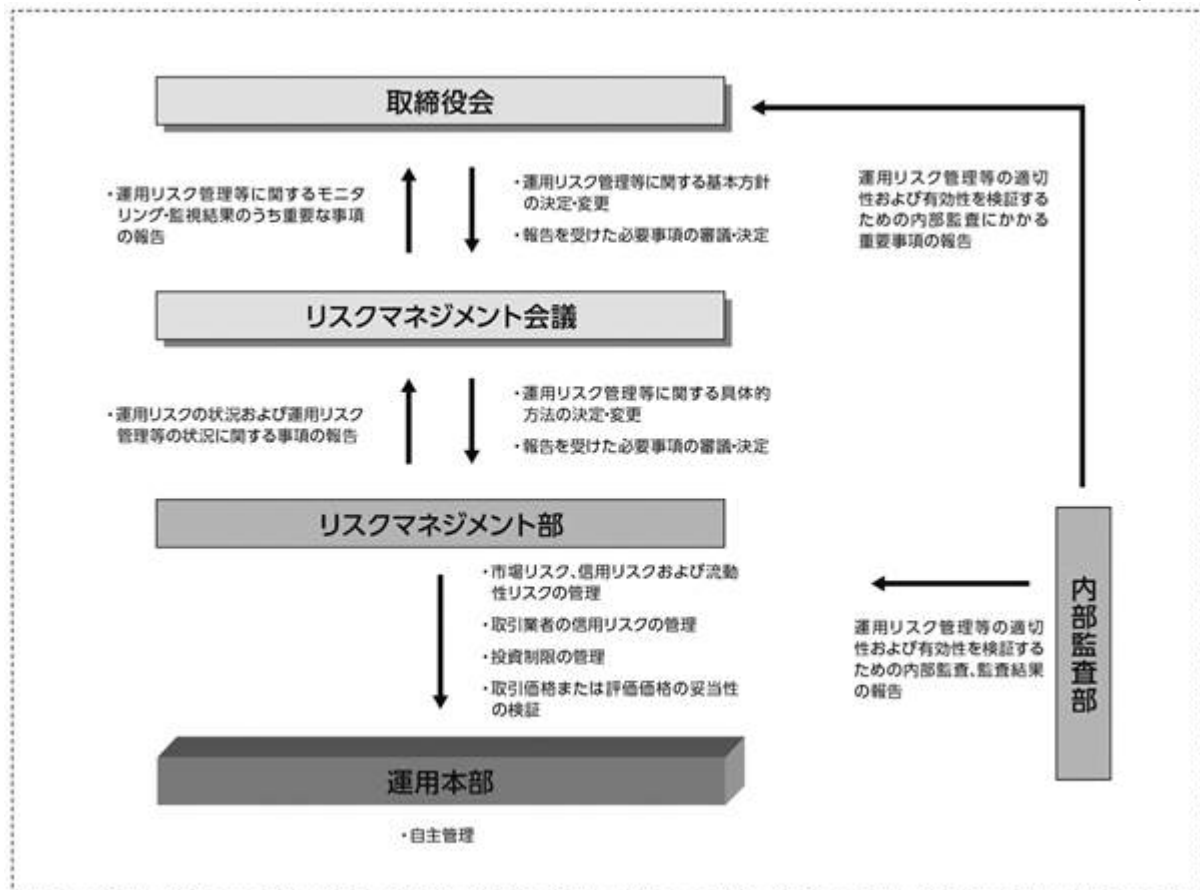 取締役会
・運用リスク管理等に関するモニタ
リング・監視結果のうち重要な事項
の報告
・運用リスク管理等に関する基本方針
の決定・変更
・報告を受けた必要事項の審議・決定
運用リスク管理等の適切
性および有効性を検証する
ための内部監査にかかる
重要事項の報告
リスクマネジメント会議
・運用リスクの状況および運用リスク
管理等の状況に関する事項の報告
・運用リスク管理等に関する具体的
方法の決定・変更
・報告を受けた必要事項の審議・決定
リスクマネジメント部
・市場リスク、信用リスクおよび流動
性リスクの管理
・取引業者の信用リスクの管理
・投資制限の管理
・取引価格または評価価格の妥当性
の検証
運用リスク管理等の適切
性および有効性を検証する
ための内部監査、監査結果
の報告
内部監査部
運用本部
・自主管理